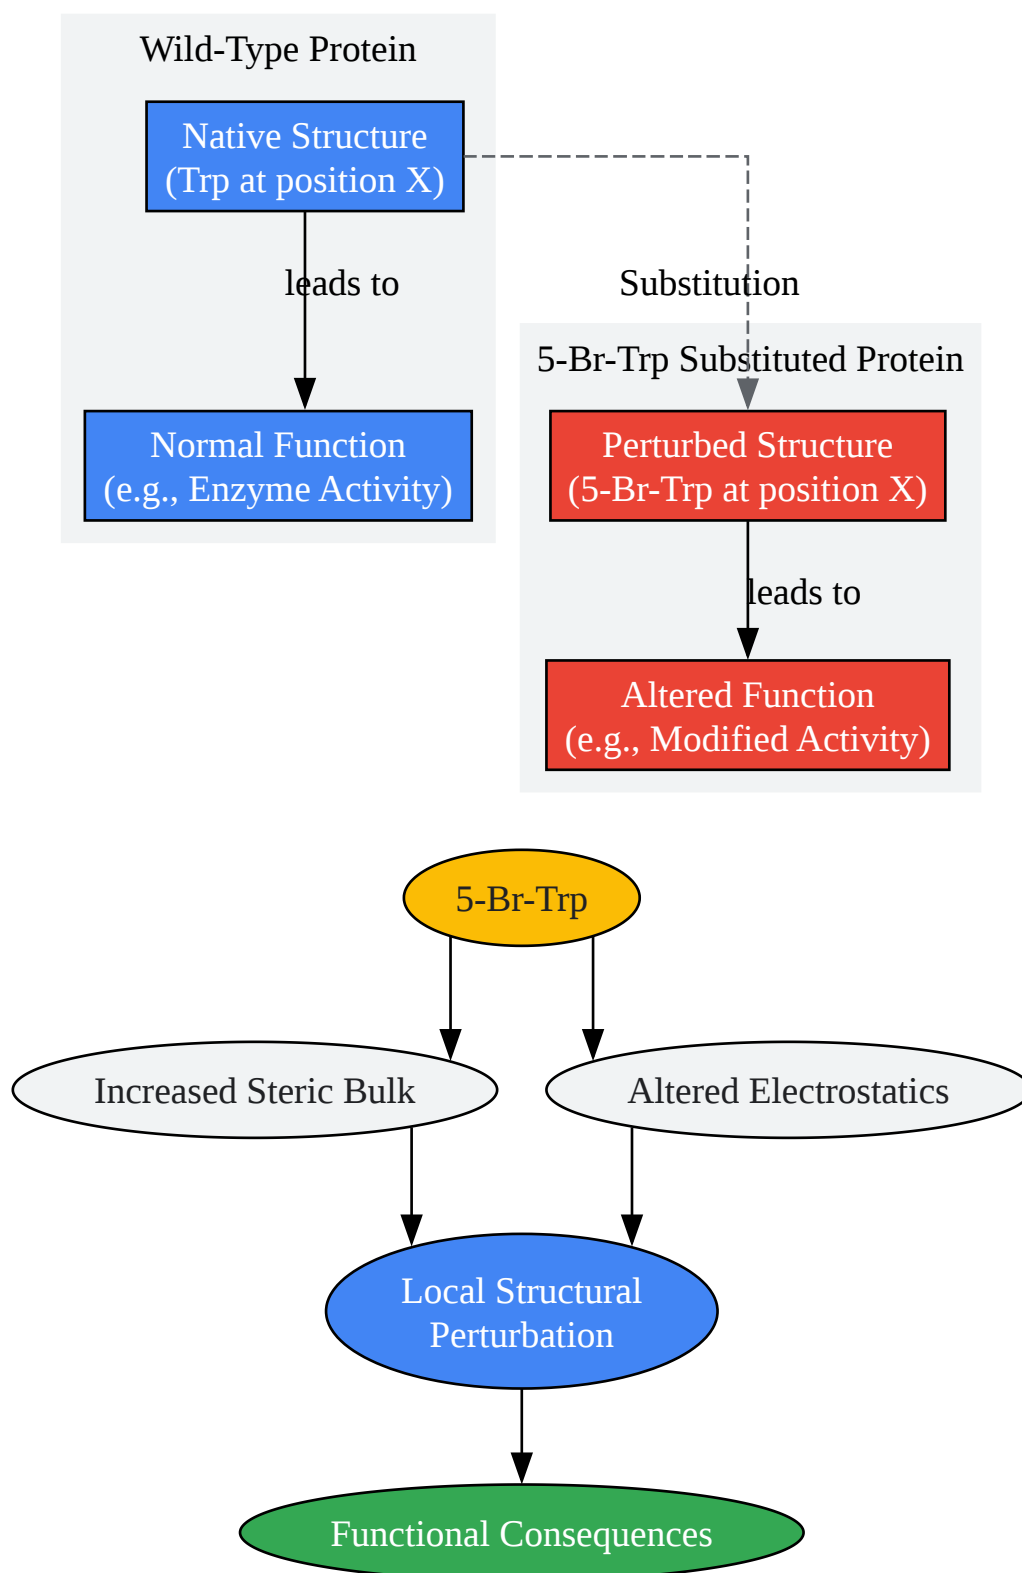 Wild-Type Protein
Native Structure
(Trp at position X)
leads to
Substitution
5-Br-Trp Substituted Protein
Normal Function
(e.g., Enzyme Activity)
Perturbed Structure
(5-Br-Trp at position X)
leads to
Altered Function
(e.g., Modified Activity)
5-Br-Trp
Increased Steric Bulk
Altered Electrostatics
Local Structural
Perturbation
Functional Consequences